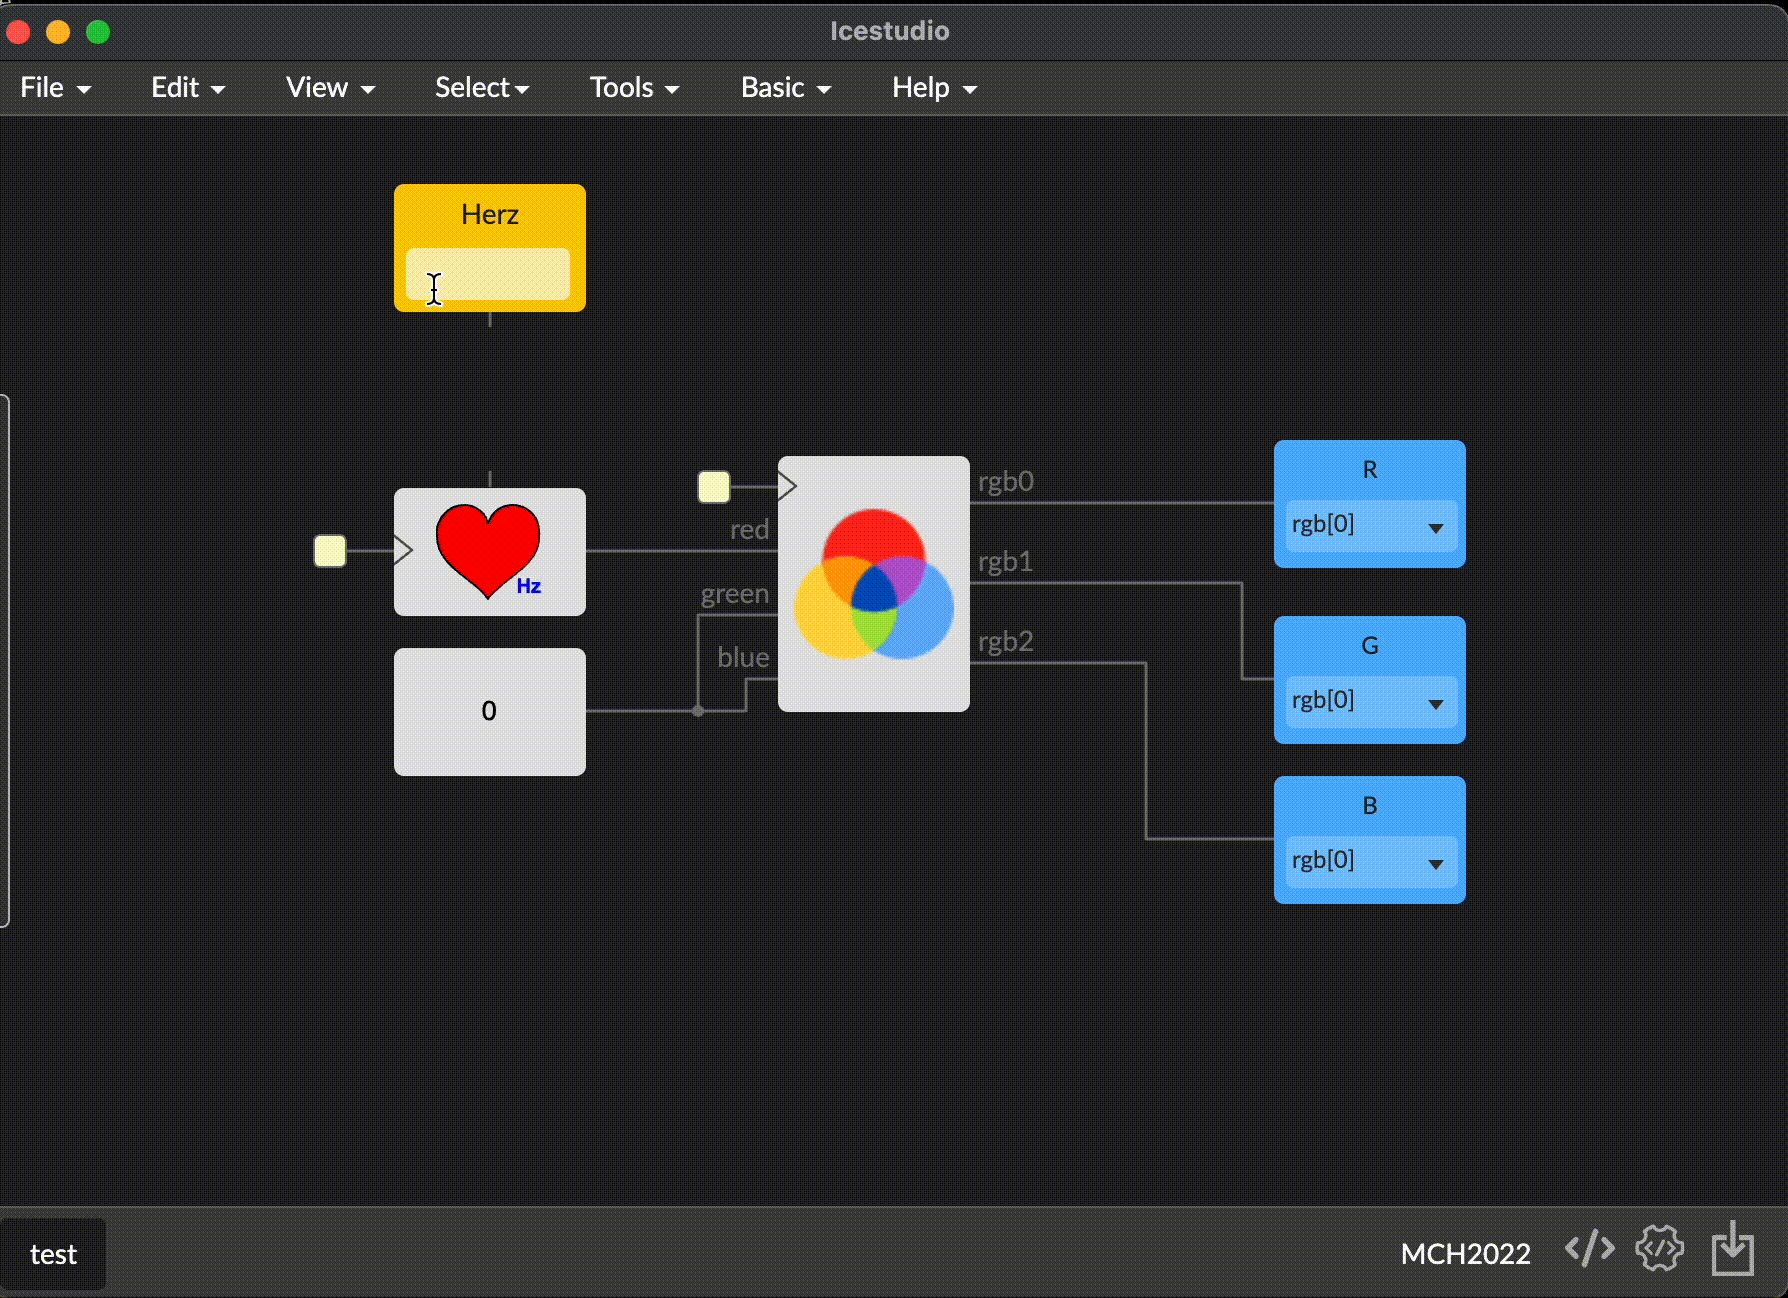 Icestudio
File Edit View Select Tools Basic Help
Herz
Hz
0
red
green
blue
rgb0
rgb1
rgb2
R
rgb[0]
G
rgb[0]
B
rgb[0]
test
MCH2022